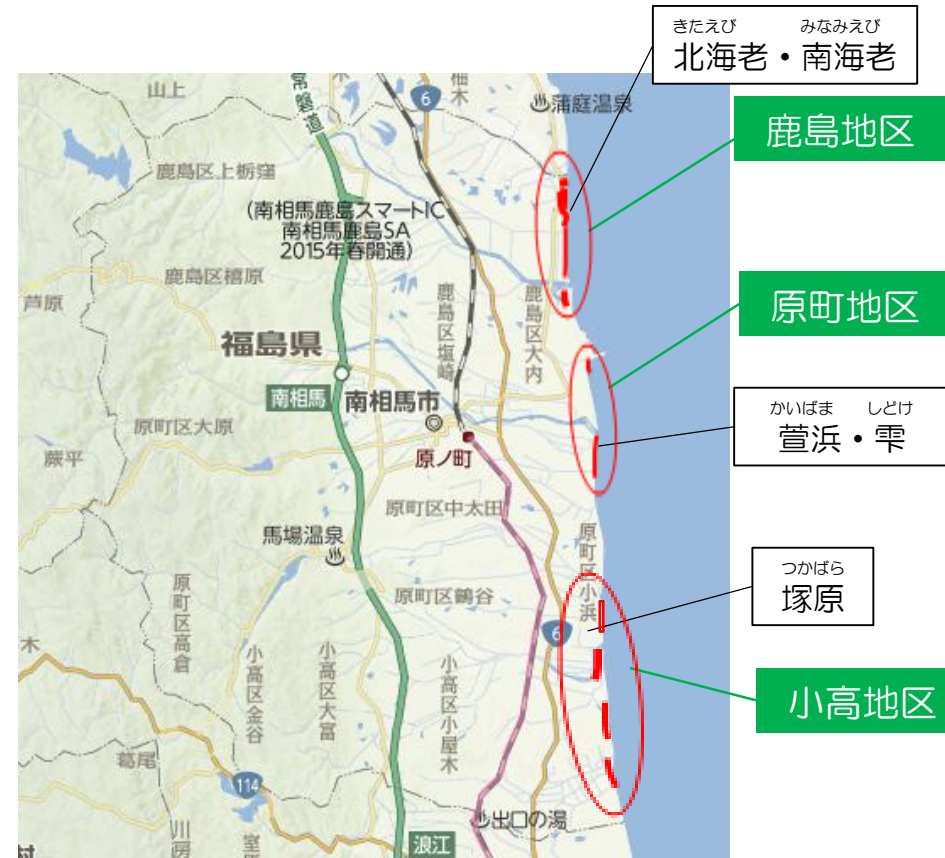 きたえび みなみえび
北海老・南海老
鹿島地区
原町地区
かいばま しどけ
萱浜・雫
つかばら
塚原
小高地区
山上
常磐道
6
蒲庭温泉
鹿島区上栃窪
(南相馬鹿島スマートIC
南相馬鹿島SA
2015年春開通)
鹿島区橲原
芦原
鹿島区塩崎
鹿島区大内
福島県
南相馬
南相馬市
原町区大原
蕨平
原ノ町
原町区中太田
馬場温泉
原町区小浜
原町区高倉
原町区鶴谷
6
木
小高区金谷
小高区大富
小高区小屋木
葛尾
114
出口の湯
浪江